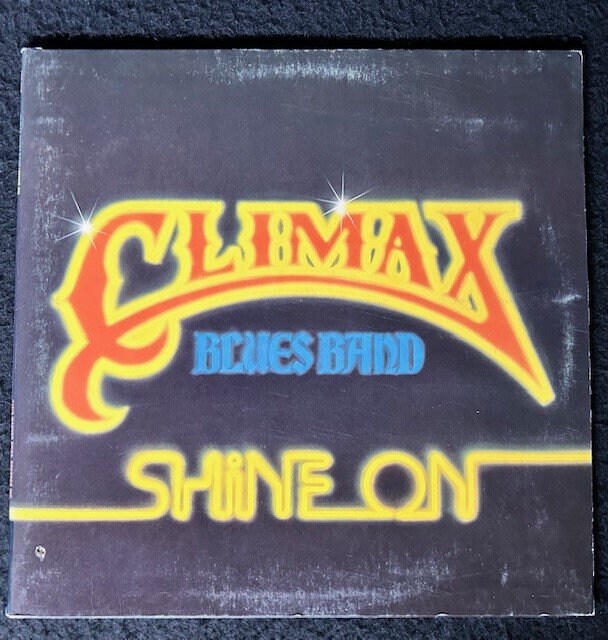 CLIMAX
BLUES BAND
SHiNE ON